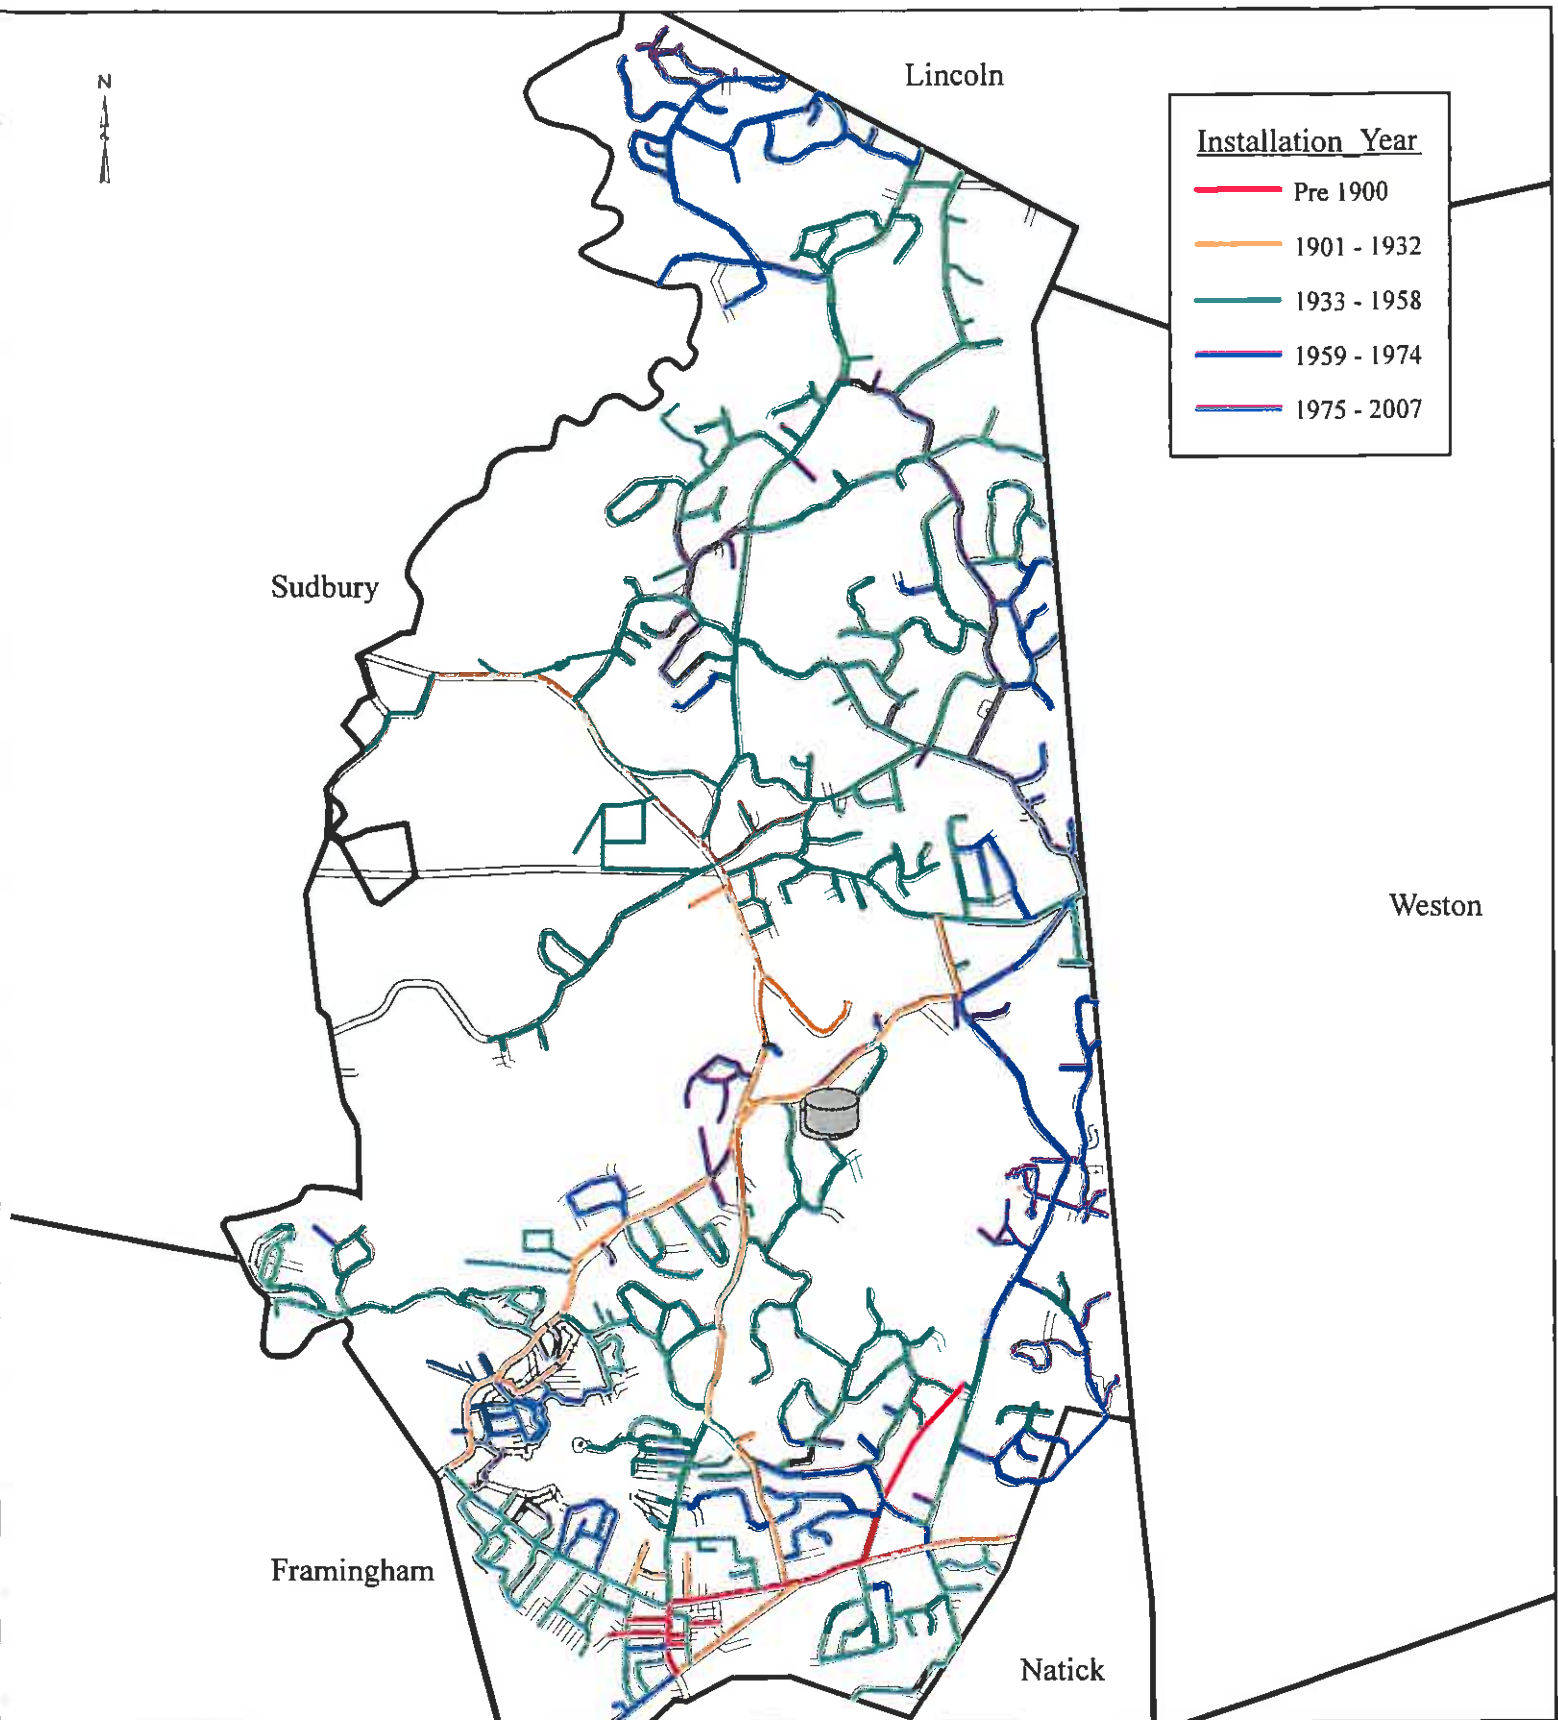 N
Lincoln
Installation Year
Pre 1900
1901 - 1932
1933 - 1958
1959 - 1974
1975 - 2007
Sudbury
Weston
Framingham
Natick